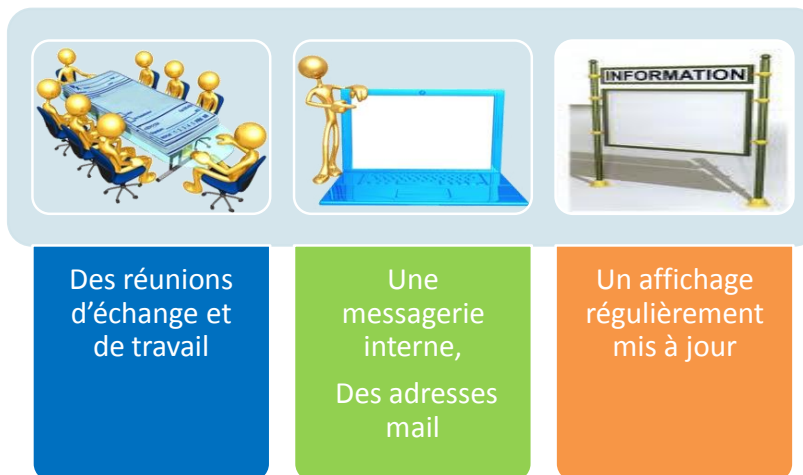 INFORMATION
Des réunions
d’échange et
de travail
Une
messagerie
interne,
Des adresses
mail
Un affichage
régulièrement
mis à jour